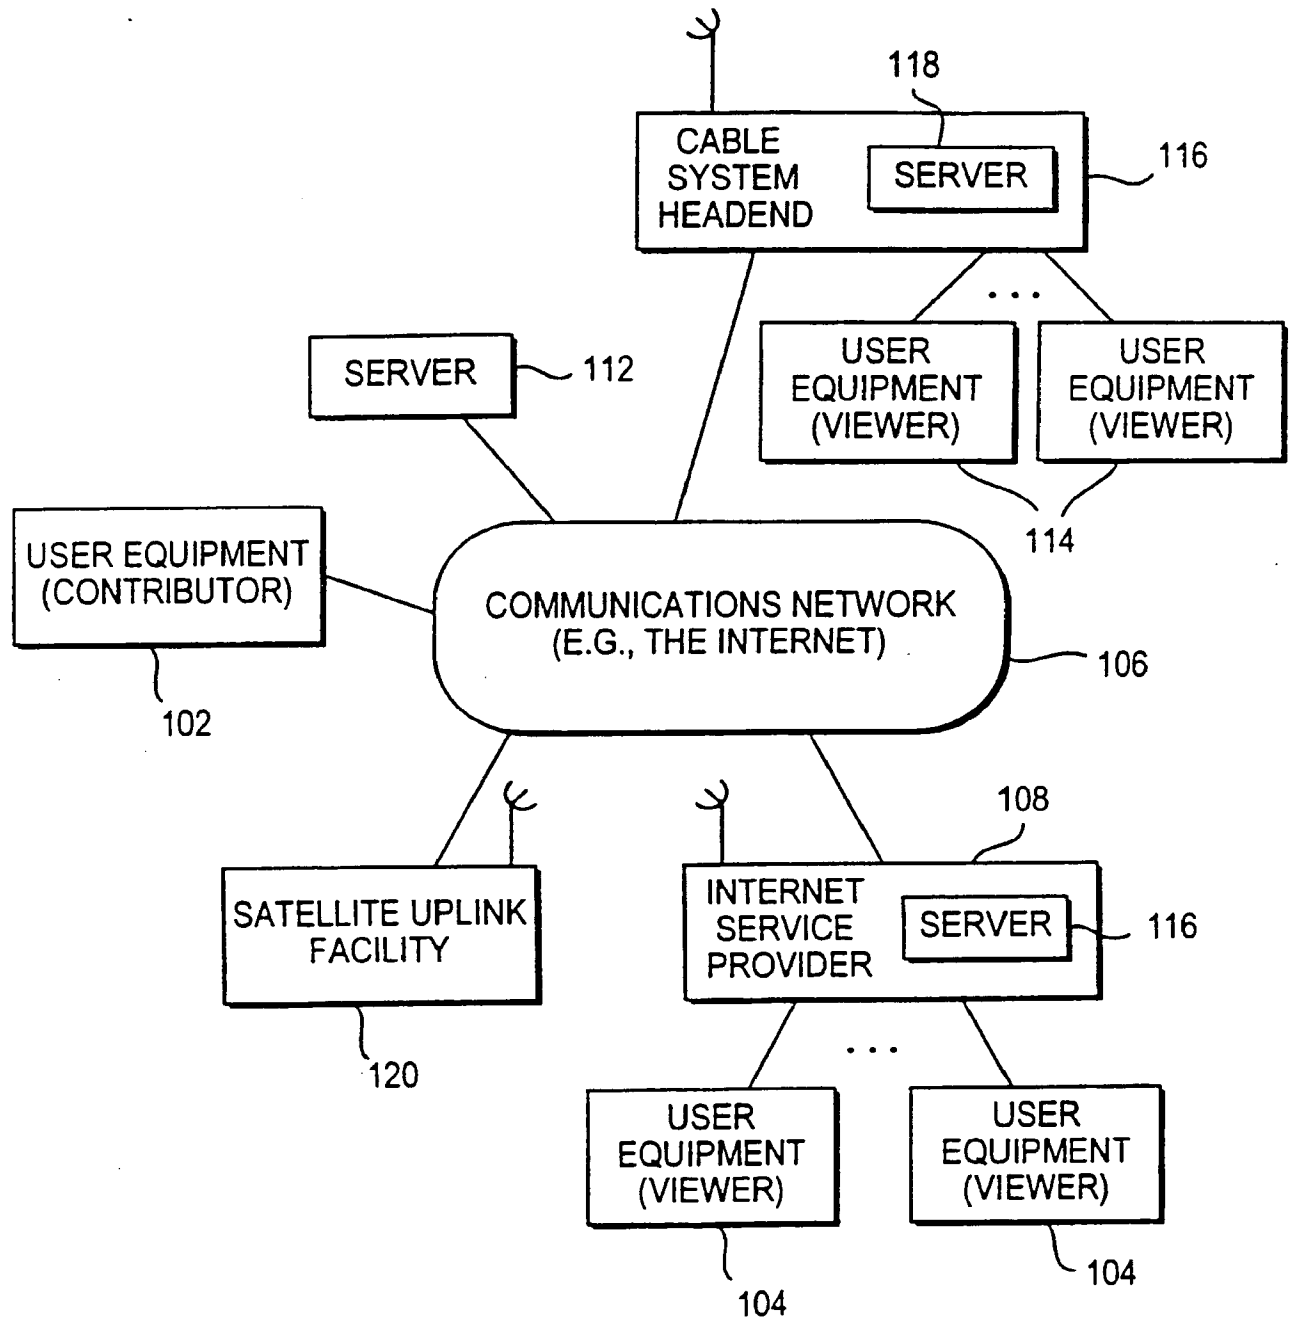 118
CABLE
SYSTEM
HEADEND
SERVER
116
. . .
USER
EQUIPMENT
(VIEWER)
USER
EQUIPMENT
(VIEWER)
114
SERVER
112
USER EQUIPMENT
(CONTRIBUTOR)
102
COMMUNICATIONS NETWORK
(E.G., THE INTERNET)
106
SATELLITE UPLINK
FACILITY
120
108
INTERNET
SERVICE
PROVIDER
SERVER
116
. . .
USER
EQUIPMENT
(VIEWER)
104
USER
EQUIPMENT
(VIEWER)
104